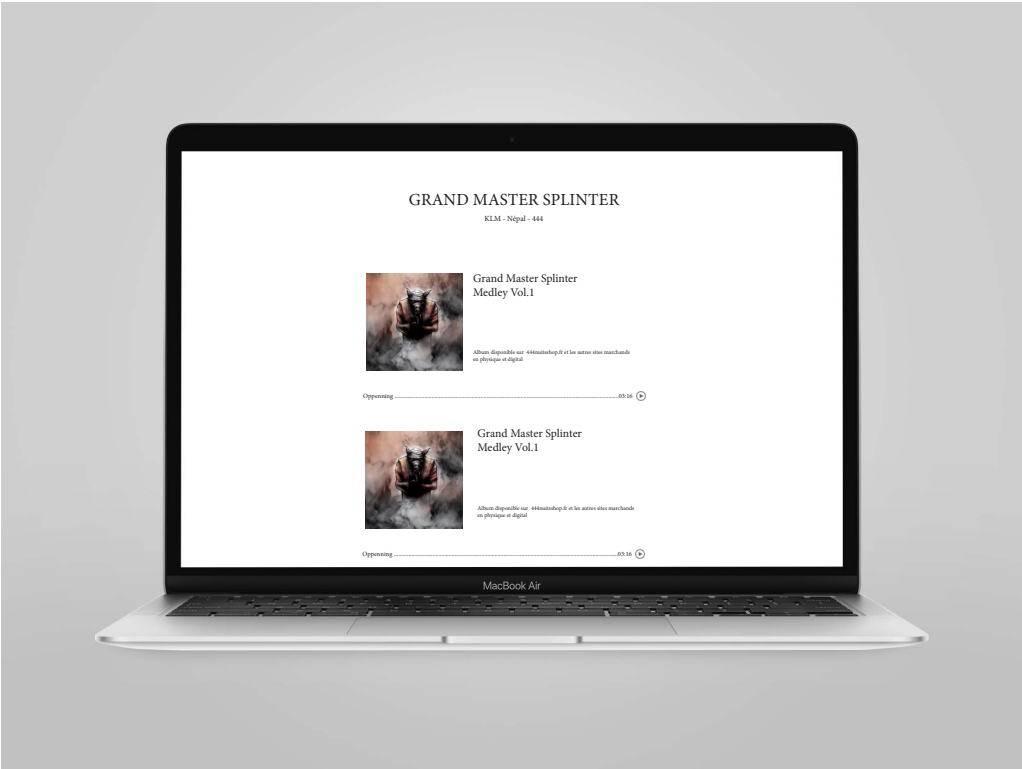 GRAND MASTER SPLINTER
KLM - Népal - 444
Grand Master Splinter
Medley Vol.1
Album disponible sur 444nuitsshop.fr et les autres sites marchands
en physique et digital
Oppenning 03:16
Grand Master Splinter
Medley Vol.1
Album disponible sur 444nuitsshop.fr et les autres sites marchands
en physique et digital
Oppenning 03:16
MacBook Air